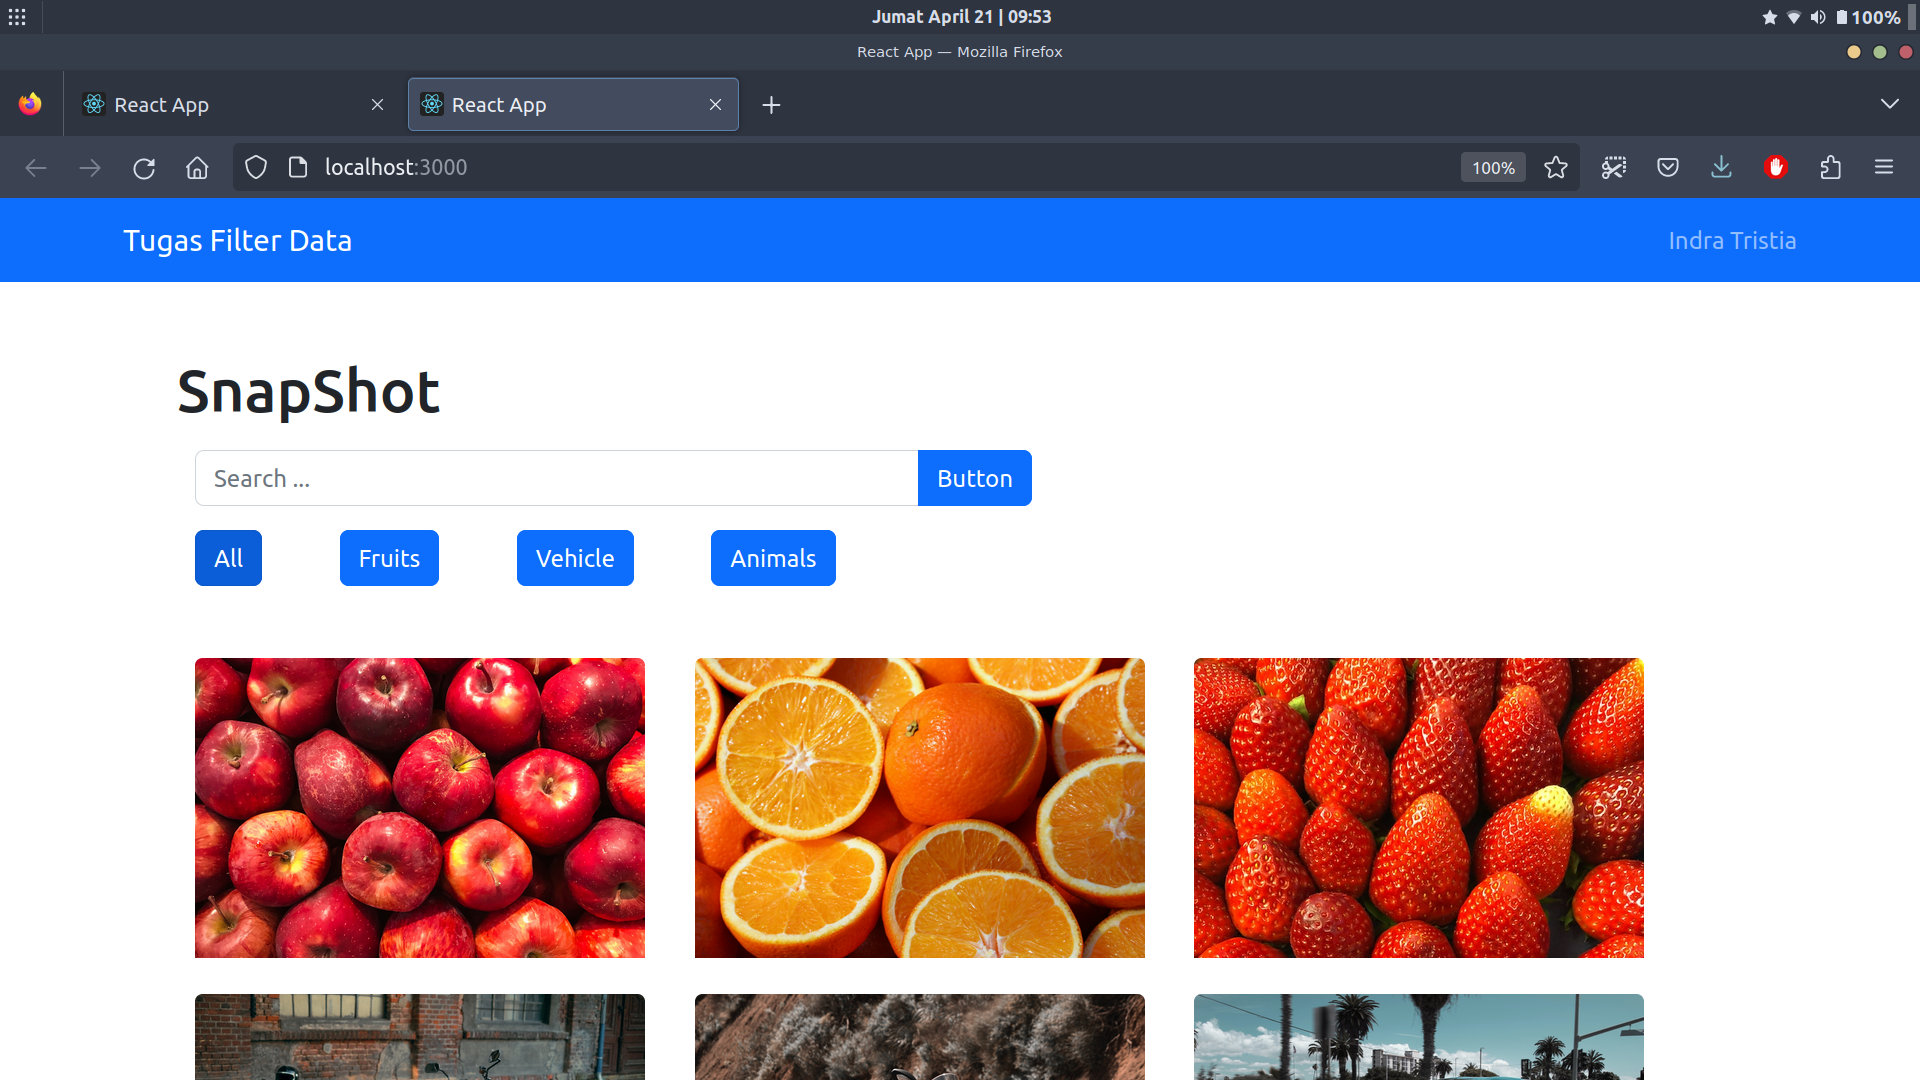 Jumat April 21 | 09:53
100%
React App — Mozilla Firefox
React App
React App
localhost:3000
100%
Tugas Filter Data
Indra Tristia
SnapShot
Search ...
Button
All
Fruits
Vehicle
Animals